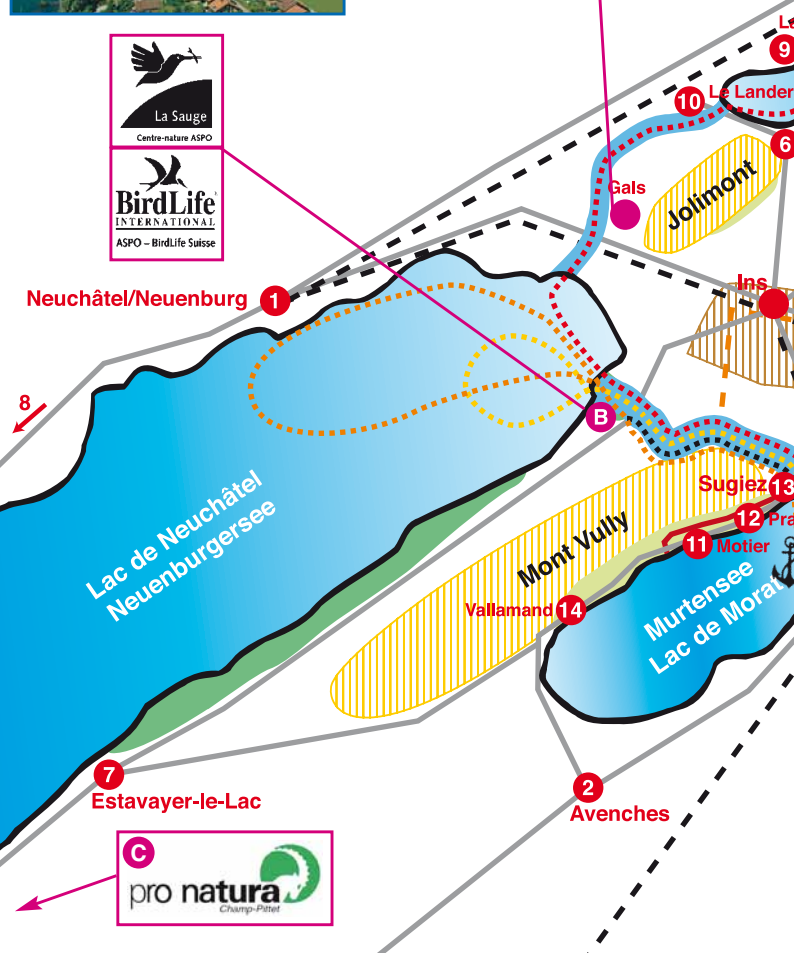 La Sauge
Centre-nature ASPO
BirdLife
INTERNATIONAL
ASPO – BirdLife Suisse
9
Le Lander
10
6
Gals
Jolimont
Neuchâtel/Neuenburg
1
Ins
8
B
Lac de Neuchâtel
Neuenburgersee
Sugiez
13
12
Pra
11
Motier
Mont Vully
Vallamand
14
Murtensee
Lac de Morat
7
Estavayer-le-Lac
2
Avenches
C
pro natura
Champ-Pittet